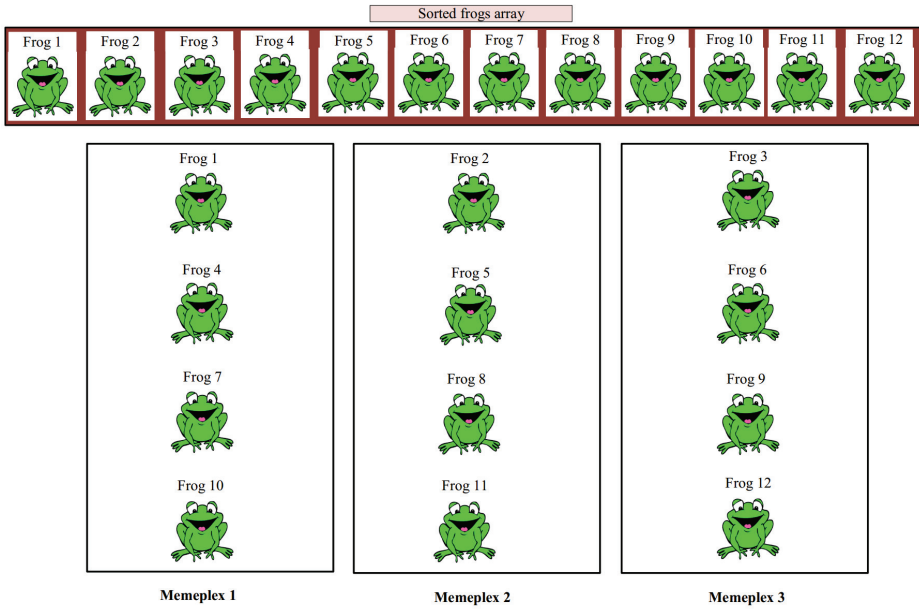 Sorted frogs array
Frog 1 Frog 2 Frog 3 Frog 4 Frog 5 Frog 6 Frog 7 Frog 8 Frog 9 Frog 10 Frog 11 Frog 12
Frog 1 Frog 2 Frog 3
Frog 4 Frog 5 Frog 6
Frog 7 Frog 8 Frog 9
Frog 10 Frog 11 Frog 12
Memeplex 1 Memeplex 2 Memeplex 3